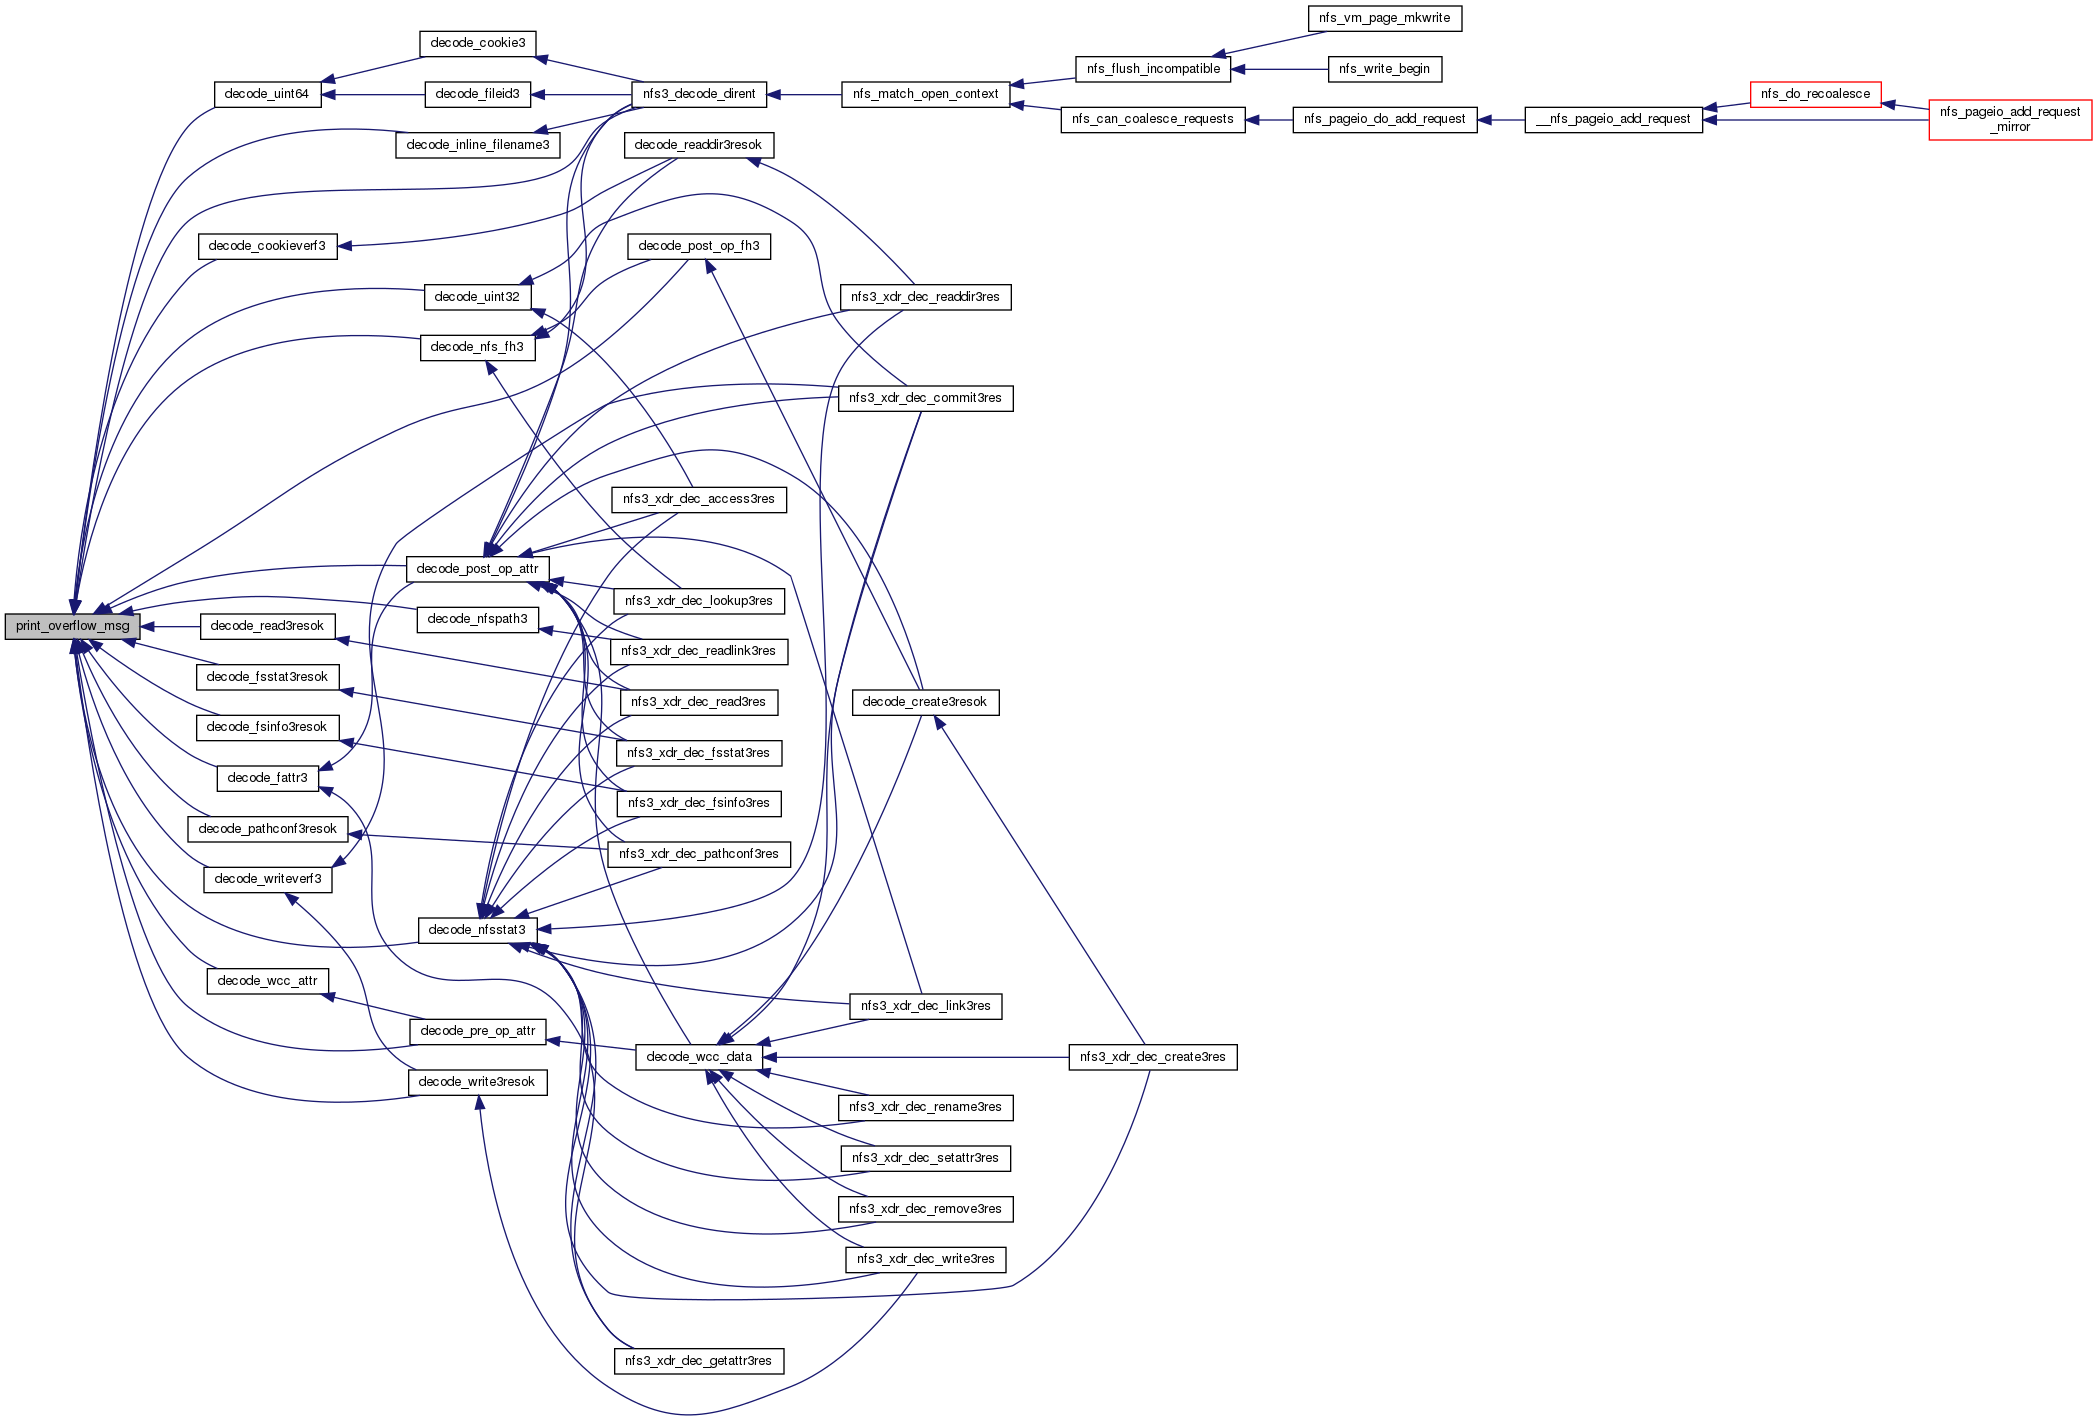 nfs_vm_page_mkwrite
decode_cookie3
nfs_flush_incompatible
nfs_write_begin
decode_uint64
decode_fileid3
nfs3_decode_dirent
nfs_match_open_context
nfs_do_recoalesce
nfs_can_coalesce_requests
nfs_pageio_do_add_request
__nfs_pageio_add_request
nfs_pageio_add_request
_mirror
decode_inline_filename3
decode_readdir3resok
decode_cookieverf3
decode_post_op_fh3
decode_uint32
nfs3_xdr_dec_readdir3res
decode_nfs_fh3
nfs3_xdr_dec_commit3res
nfs3_xdr_dec_access3res
decode_post_op_attr
nfs3_xdr_dec_lookup3res
print_overflow_msg
decode_read3resok
decode_nfspath3
nfs3_xdr_dec_readlink3res
decode_fsstat3resok
nfs3_xdr_dec_read3res
decode_create3resok
decode_fsinfo3resok
nfs3_xdr_dec_fsstat3res
decode_fattr3
nfs3_xdr_dec_fsinfo3res
decode_pathconf3resok
nfs3_xdr_dec_pathconf3res
decode_writeverf3
decode_nfsstat3
decode_wcc_attr
nfs3_xdr_dec_link3res
decode_pre_op_attr
decode_wcc_data
nfs3_xdr_dec_create3res
decode_write3resok
nfs3_xdr_dec_rename3res
nfs3_xdr_dec_setattr3res
nfs3_xdr_dec_remove3res
nfs3_xdr_dec_write3res
nfs3_xdr_dec_getattr3res